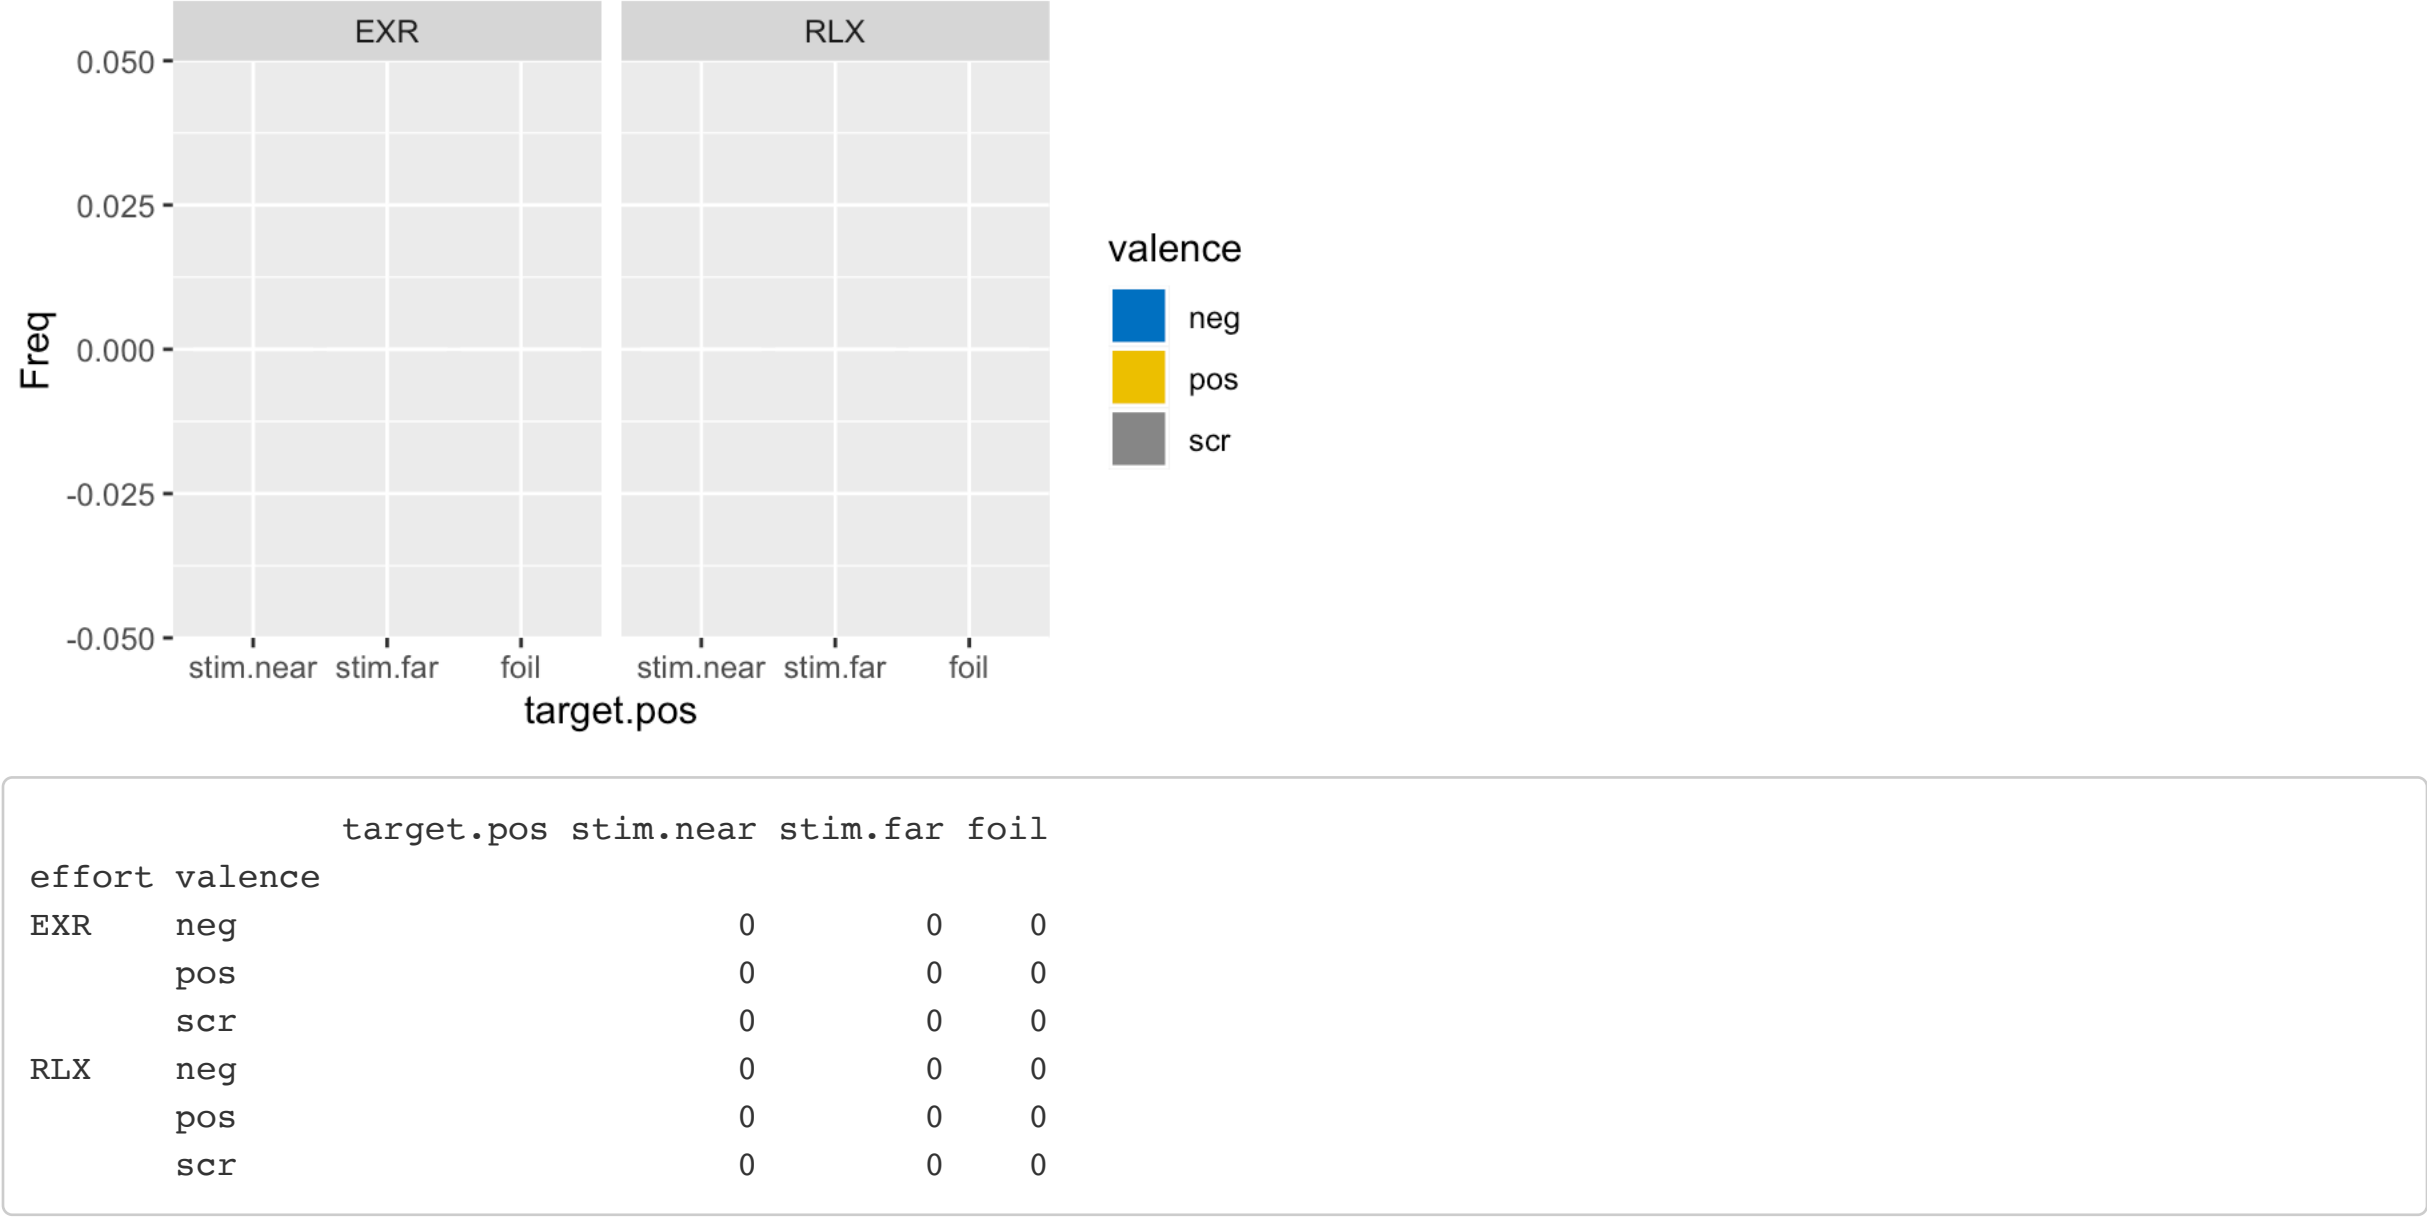 EXR RLX
0.050
0.025
0.000
-0.025
-0.050
Freq
stim.near stim.far foil stim.near stim.far foil
target.pos
valence
neg
pos
scr
target.pos stim.near stim.far foil
effort valence
EXR neg 0 0 0
pos 0 0 0
scr 0 0 0
RLX neg 0 0 0
pos 0 0 0
scr 0 0 0